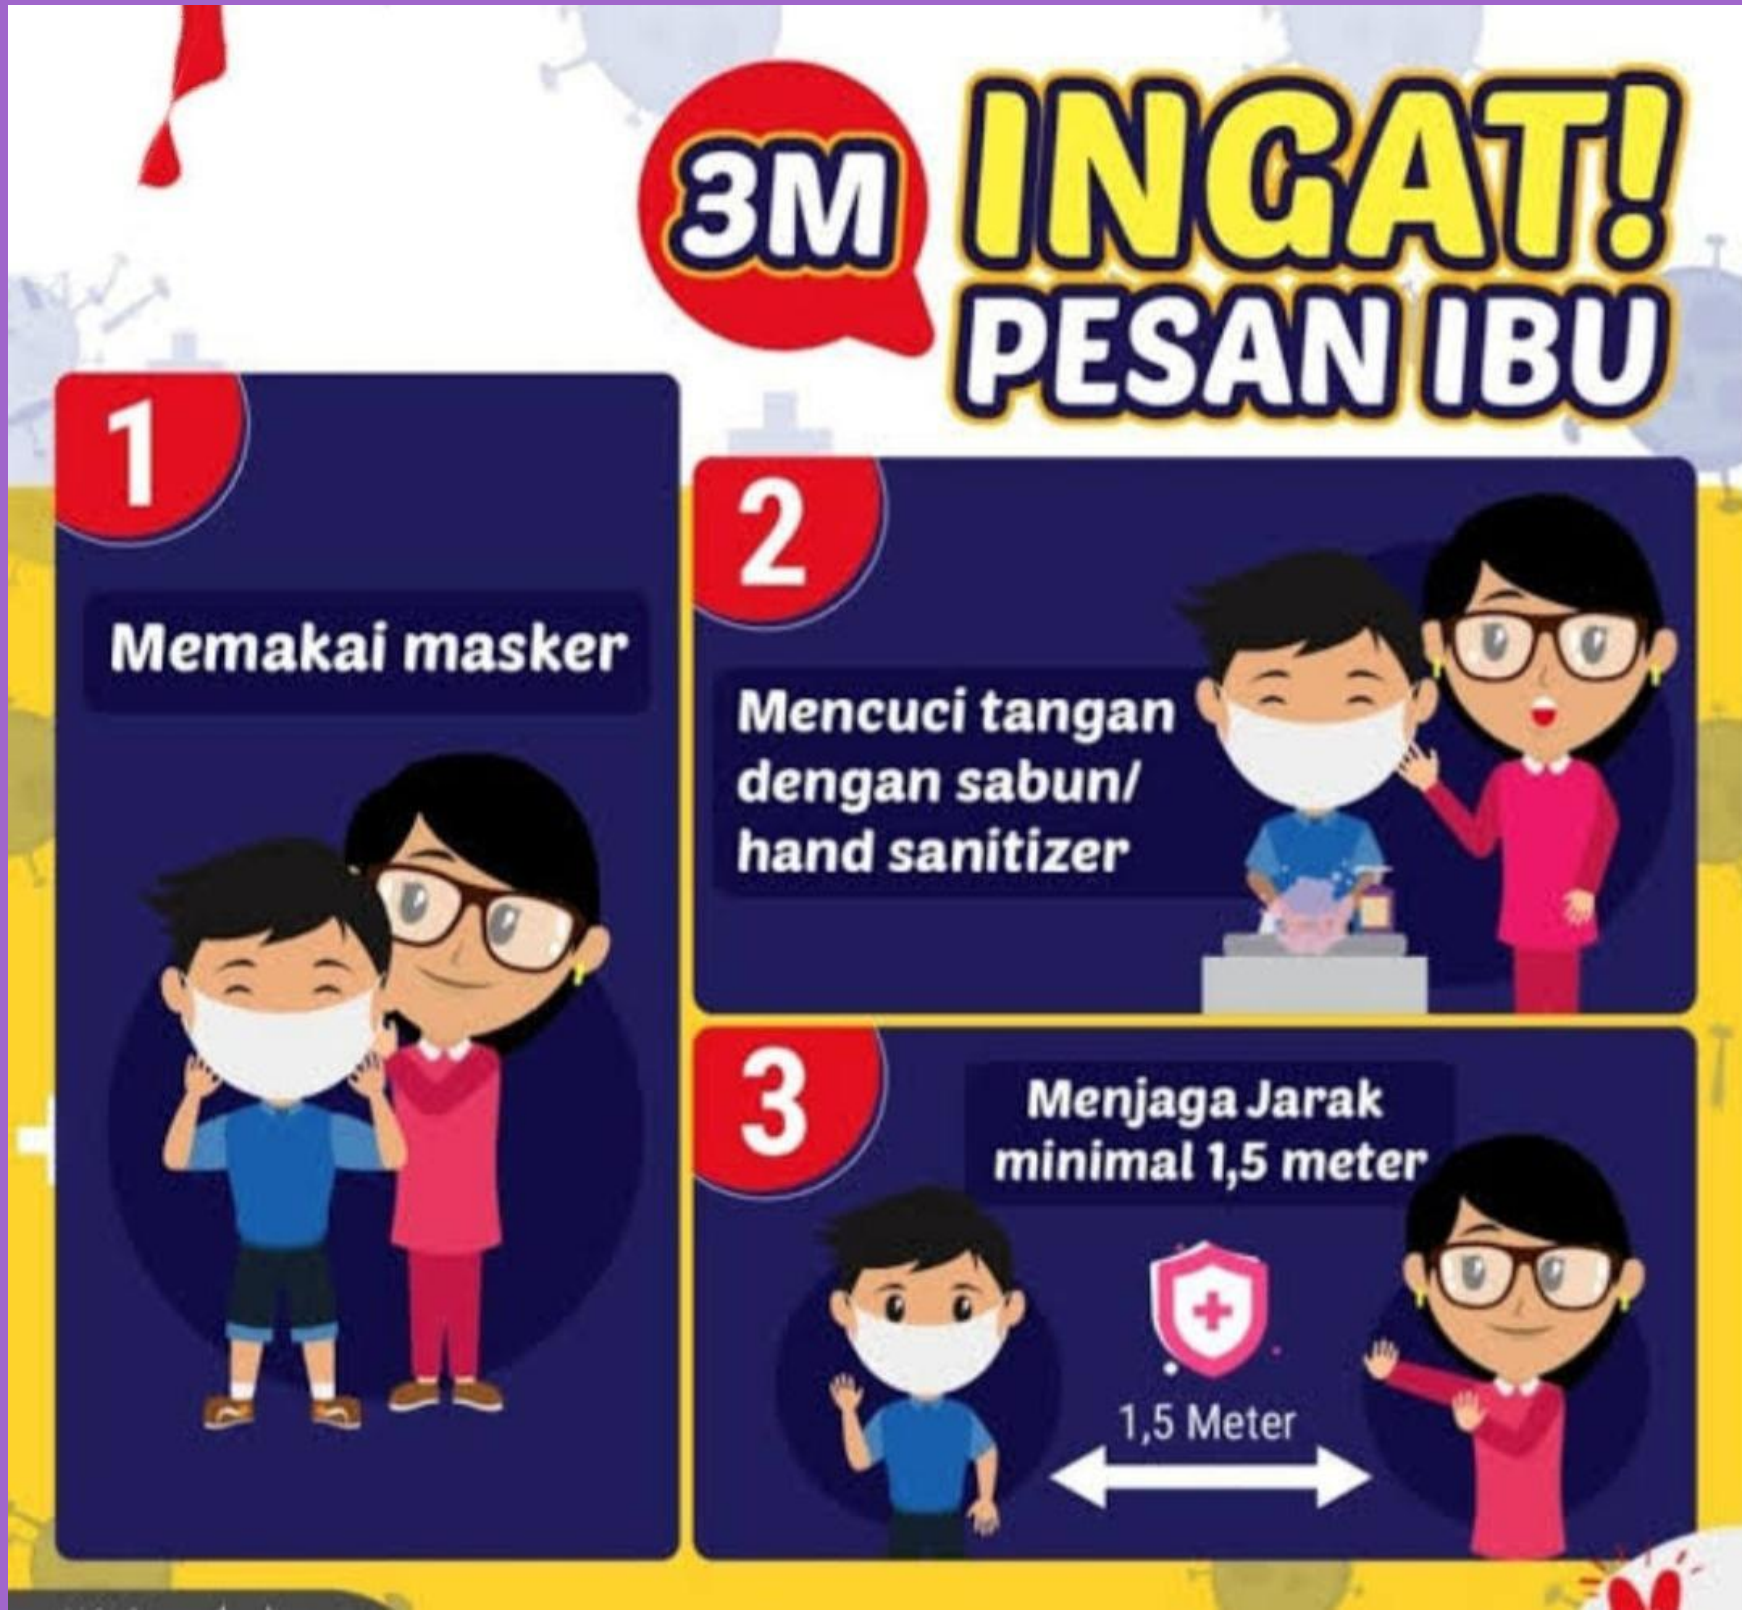 3M
INGAT!
PESAN IBU
1
Memakai masker
2
Mencuci tangan
dengan sabun/
hand sanitizer
3
Menjaga Jarak
minimal 1,5 meter
1,5 Meter